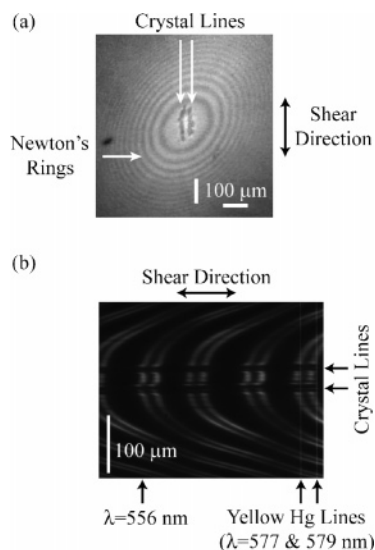 (a)
Crystal Lines
Newton's
Rings
Shear
Direction
100 μm
(b)
Shear Direction
Crystal Lines
100 μm
λ=556 nm
Yellow Hg Lines
(λ=577 & 579 nm)